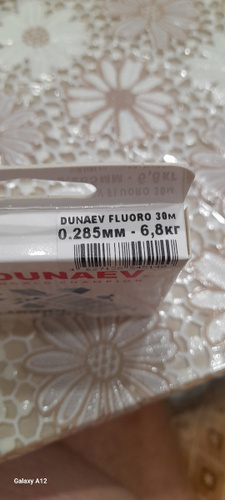 DUNAEV FLUORO 30м
0.285мм - 6,8кг
DUNAEV
Galaxy A12